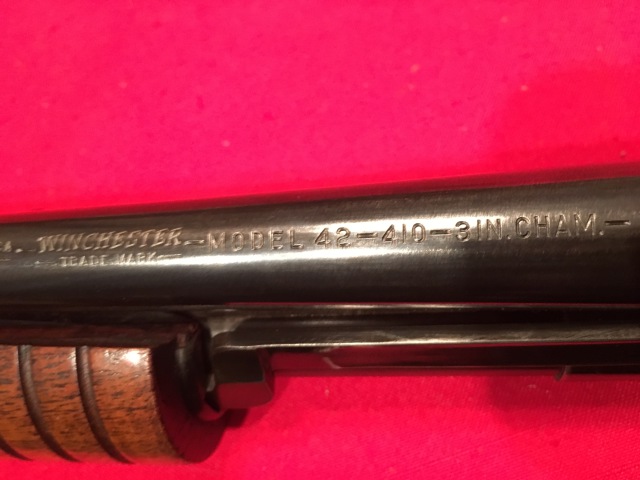 A. WINCHESTER-MODEL 42-410-3IN.CHAM.-
TRADE MARK